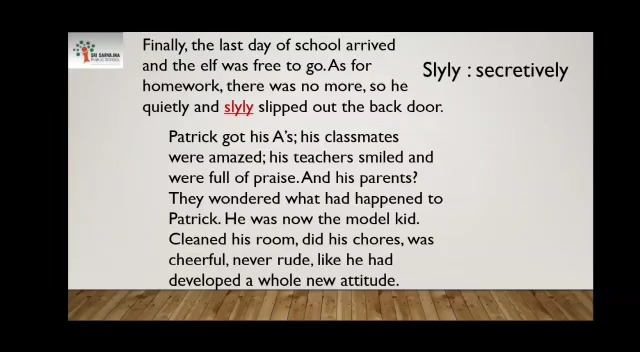 SRI SARVAJNA
PUBLIC SCHOOL
Finally, the last day of school arrived
and the elf was free to go. As for
homework, there was no more, so he
quietly and slyly slipped out the back door.
Slyly : secretively
Patrick got his A's; his classmates
were amazed; his teachers smiled and
were full of praise. And his parents?
They wondered what had happened to
Patrick. He was now the model kid.
Cleaned his room, did his chores, was
cheerful, never rude, like he had
developed a whole new attitude.